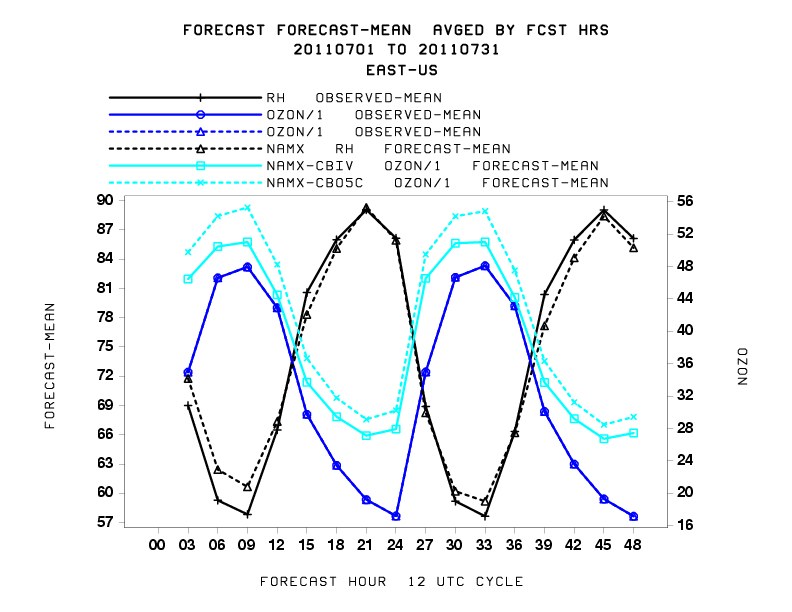 FORECAST FORECAST-MEAN  AVGED BY FCST HRS
20110701 TO 20110731
EAST-US
RH   OBSERVED-MEAN
OZON/1   OBSERVED-MEAN
OZON/1   OBSERVED-MEAN
NAMX   RH   FORECAST-MEAN
NAMX-CBIV   OZON/1   FORECAST-MEAN
NAMX-CB05C   OZON/1   FORECAST-MEAN
90
87
84
81
78
75
72
69
66
63
60
57
FORECAST-MEAN
56
52
48
44
40
36
32
28
24
20
16
OZON
00 03 06 09 12 15 18 21 24 27 30 33 36 39 42 45 48
FORECAST HOUR  12 UTC CYCLE